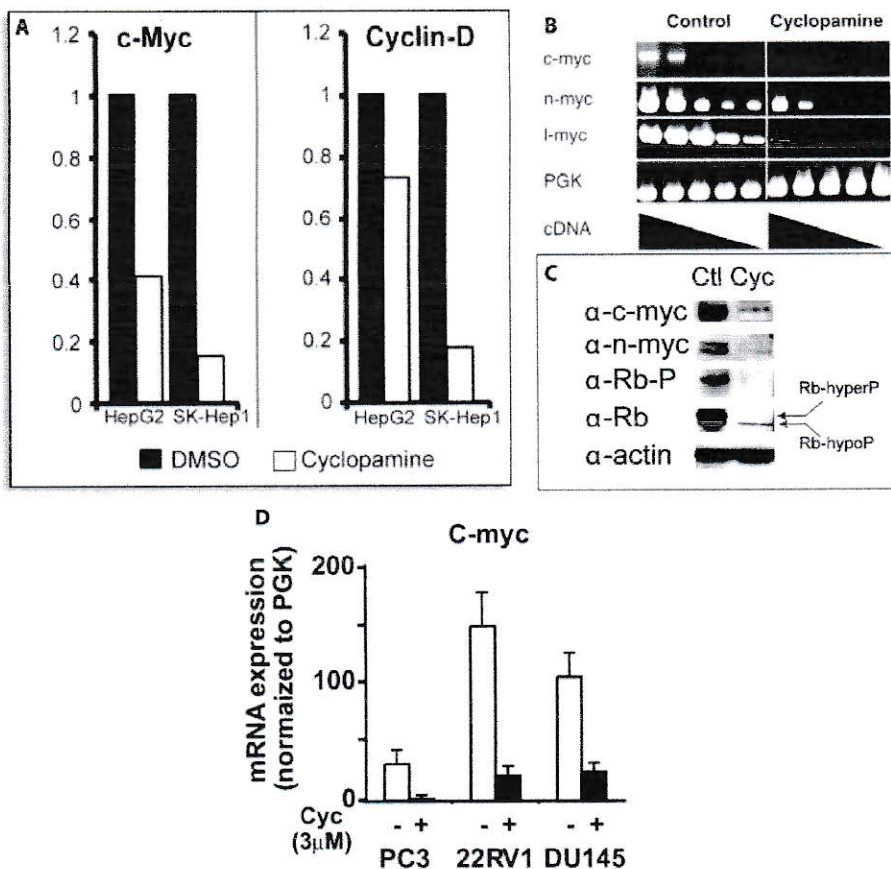 A
c-Myc
1.2
1
0.8
0.6
0.4
0.2
0
HepG2 SK-Hep1
Cyclin-D
1.2
1
0.8
0.6
0.4
0.2
0
HepG2 SK-Hep1
DMSO Cyclopamine
B
Control Cyclopamine
c-myc
n-myc
l-myc
PGK
cDNA
C
Ctl Cyc
α-c-myc
α-n-myc
α-Rb-P
α-Rb
α-actin
Rb-hyperP
Rb-hypoP
D
C-myc
mRNA expression
(normaized to PGK)
200
100
0
Cyc - + - + - +
(3μM)
PC3 22RV1 DU145